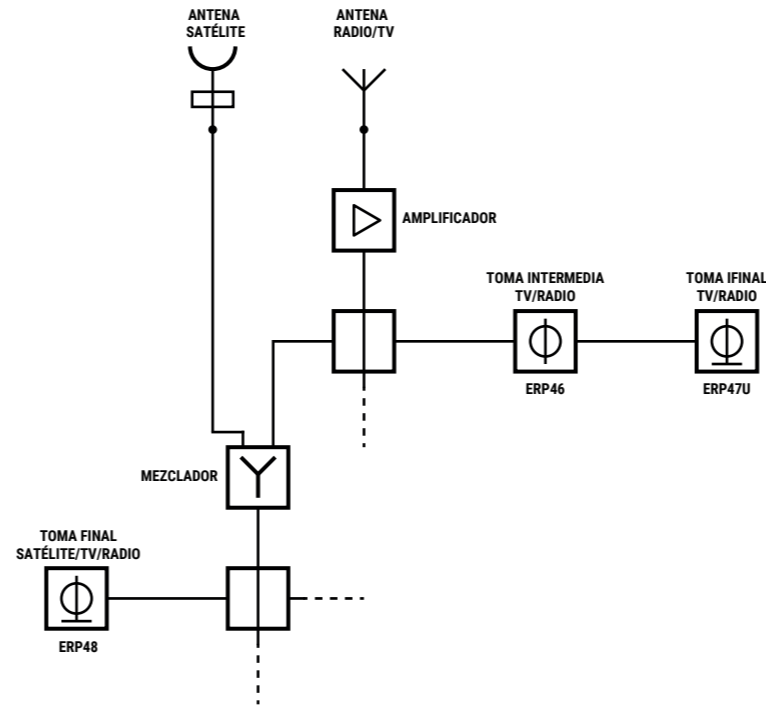 ANTENA
SATÉLITE
ANTENA
RADIO/TV
AMPLIFICADOR
TOMA INTERMEDIA
TV/RADIO
TOMA IFINAL
TV/RADIO
ERP46
ERP47U
MEZCLADOR
TOMA FINAL
SATÉLITE/TV/RADIO
ERP48